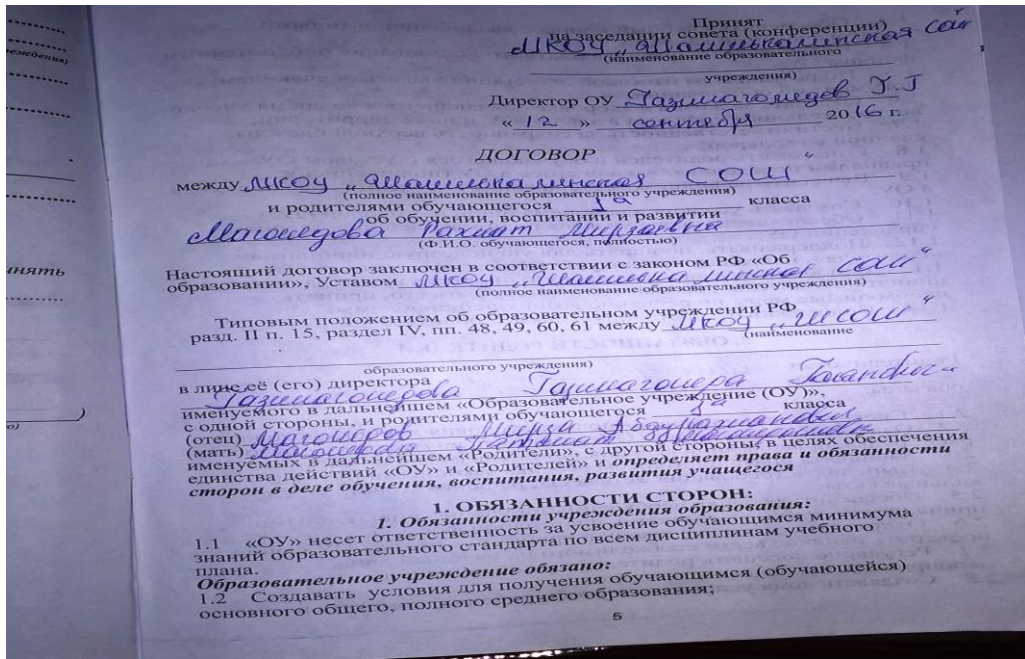 Принят
на заседании совета (конференции)
МКОУ „Шамилькалинская СОШ
(наименование образовательного
учреждения)
Директор ОУ Газимагомедов Г.Г
« 12 » сентября 2016 г.
ДОГОВОР
между МКОУ „Шамилькалинская СОШ"
(полное наименование образовательного учреждения)
и родителями обучающегося 1а класса
об обучении, воспитании и развитии
Магомедова Рахмат Мирзаевна
(Ф.И.О. обучающегося, полностью)
Настоящий договор заключен в соответствии с законом РФ «Об
образовании», Уставом МКОУ „Шамилькалинская СОШ"
(полное наименование образовательного учреждения)
Типовым положением об образовательном учреждении РФ
разд. II п. 15, раздел IV, пп. 48, 49, 60, 61 между МКОУ „ШСОШ"
(наименование
образовательного учреждения)
в лице её (его) директора
Газимагомедова
именуемого в дальнейшем «Образовательное учреждение (ОУ)»,
с одной стороны, и родителями обучающегося 1а класса
(отец) Магомедов Мирза Абдурахманович
(мать) Магомедова Патимат
именуемых в дальнейшем «Родители», с другой стороны, в целях обеспечения
единства действий «ОУ» и «Родителей» и определяет права и обязанности
сторон в деле обучения, воспитания, развития учащегося
1. ОБЯЗАННОСТИ СТОРОН:
1. Обязанности учреждения образования:
1.1 «ОУ» несет ответственность за усвоение обучающимся минимума
знаний образовательного стандарта по всем дисциплинам учебного
плана.
Образовательное учреждение обязано:
1.2 Создавать условия для получения обучающимся (обучающейся)
основного общего, полного среднего образования;
5